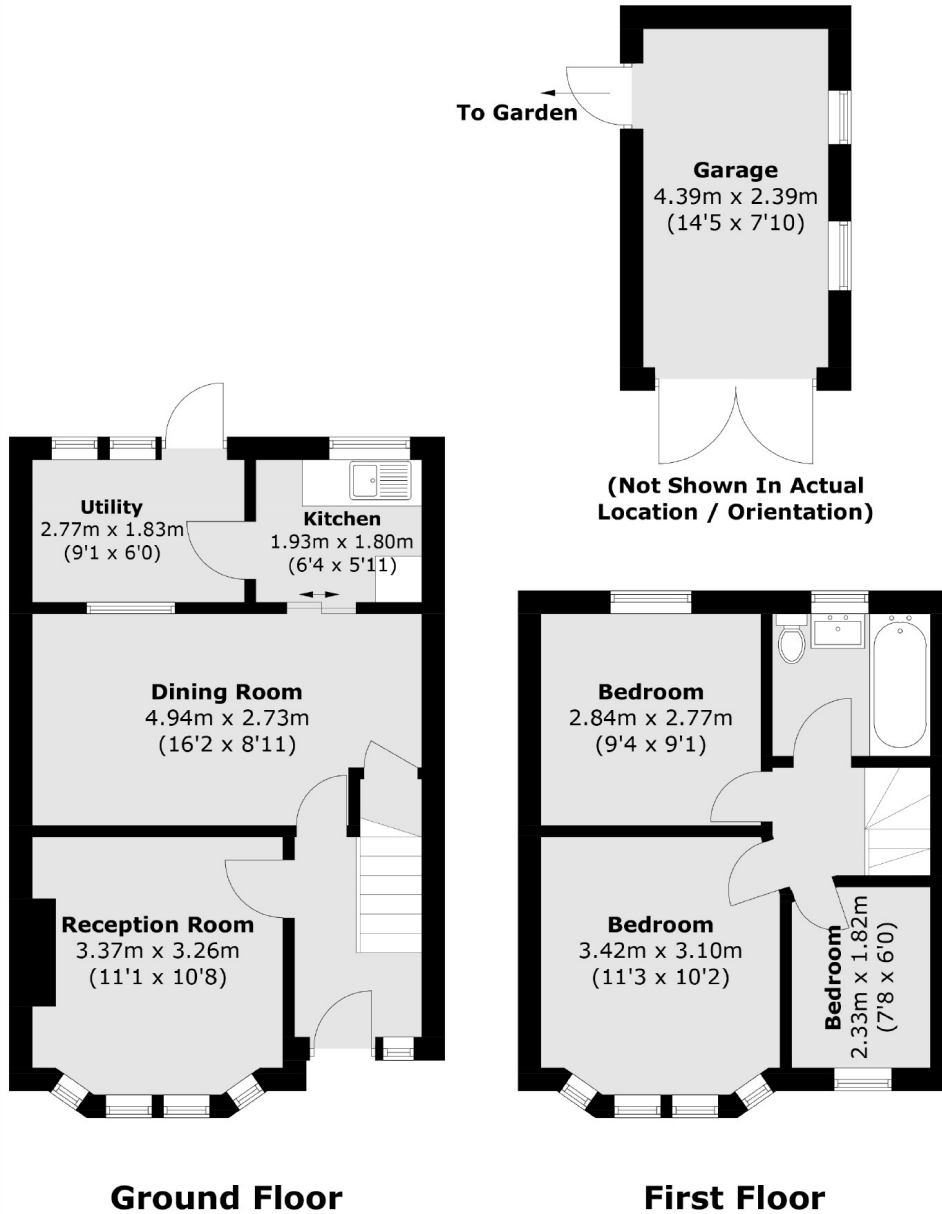 To Garden
Garage
4.39m x 2.39m
(14'5 x 7'10)
(Not Shown In Actual
Location / Orientation)
Utility
2.77m x 1.83m
(9'1 x 6'0)
Kitchen
1.93m x 1.80m
(6'4 x 5'11)
Dining Room
4.94m x 2.73m
(16'2 x 8'11)
Reception Room
3.37m x 3.26m
(11'1 x 10'8)
Ground Floor
Bedroom
2.84m x 2.77m
(9'4 x 9'1)
Bedroom
3.42m x 3.10m
(11'3 x 10'2)
Bedroom
2.33m x 1.82m
(7'8 x 6'0)
First Floor